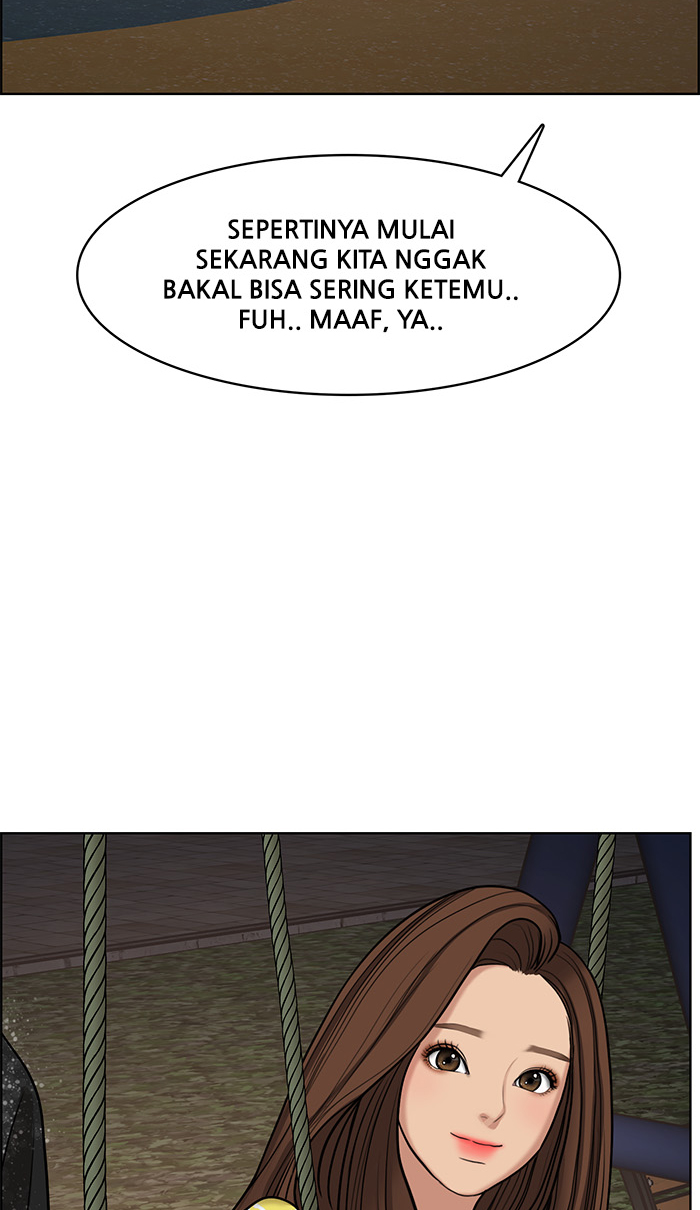 SEPERTINYA MULAI
SEKARANG KITA NGGAK
BAKAL BISA SERING KETEMU..
FUH.. MAAF, YA..